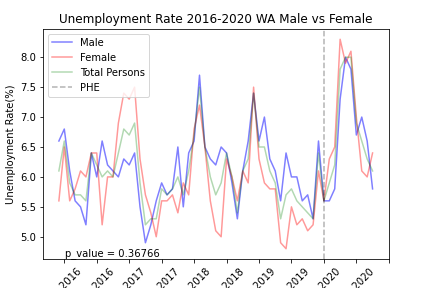 Unemployment Rate 2016-2020 WA Male vs Female
Unemployment Rate(%)
8.0
7.5
7.0
6.5
6.0
5.5
5.0
Male
Female
Total Persons
PHE
p_value = 0.36766
2016
2016
2017
2017
2018
2018
2019
2019
2020
2020